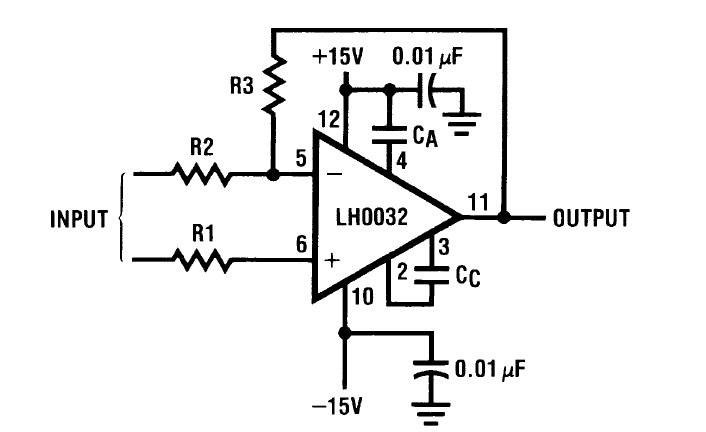 +15V
0.01 µF
R3
12
CA
R2
5
4
−
11
INPUT
LH0032
OUTPUT
R1
6
3
+
2
CC
10
0.01 µF
−15V